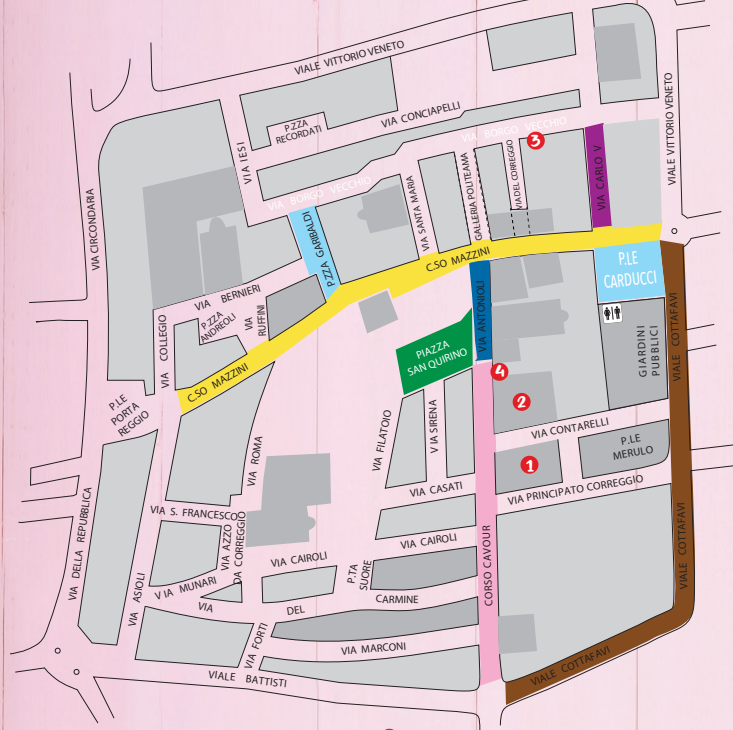 VIALE VITTORIO VENETO
VIA CONCIAPELLI
P.ZZA
RECORDATI
VIA IESI
VIA BORGO VECCHIO
3
VIA BORGO VECCHIO
VIA CARLO V
VIALE VITTORIO VENETO
VIA CIRCONDARIA
P.ZZA GARIBALDI
VIA SANTA MARIA
GALLERIA POLITEAMA
VIA DEL CORREGGIO
C.SO MAZZINI
P.LE
CARDUCCI
VIA BERNIERI
P.ZZA
ANDREOLI
VIA
RUFFINI
VIA COLLEGIO
VIA ANTONIOLI
GIARDINI
PUBBLICI
VIALE COTTAFAVI
PIAZZA
SAN QUIRINO
C.SO MAZZINI
4
2
P.LE
PORTA
REGGIO
VIA ROMA
VIA FILATOIO
VIA SIRENA
VIA CONTARELLI
P.LE
MERULO
1
VIA CASATI
VIA PRINCIPATO CORREGGIO
VIA DELLA REPUBBLICA
VIA S. FRANCESCO
VIA AZZO
DA CORREGGIO
VIA CAIROLI
VIA CAIROLI
CORSO CAVOUR
VIALE COTTAFAVI
VIA ASIOLI
VIA MUNARI
P.TA
SUORE
VIA
DEL
CARMINE
VIA FORTI
VIA MARCONI
VIALE BATTISTI
VIALE COTTAFAVI